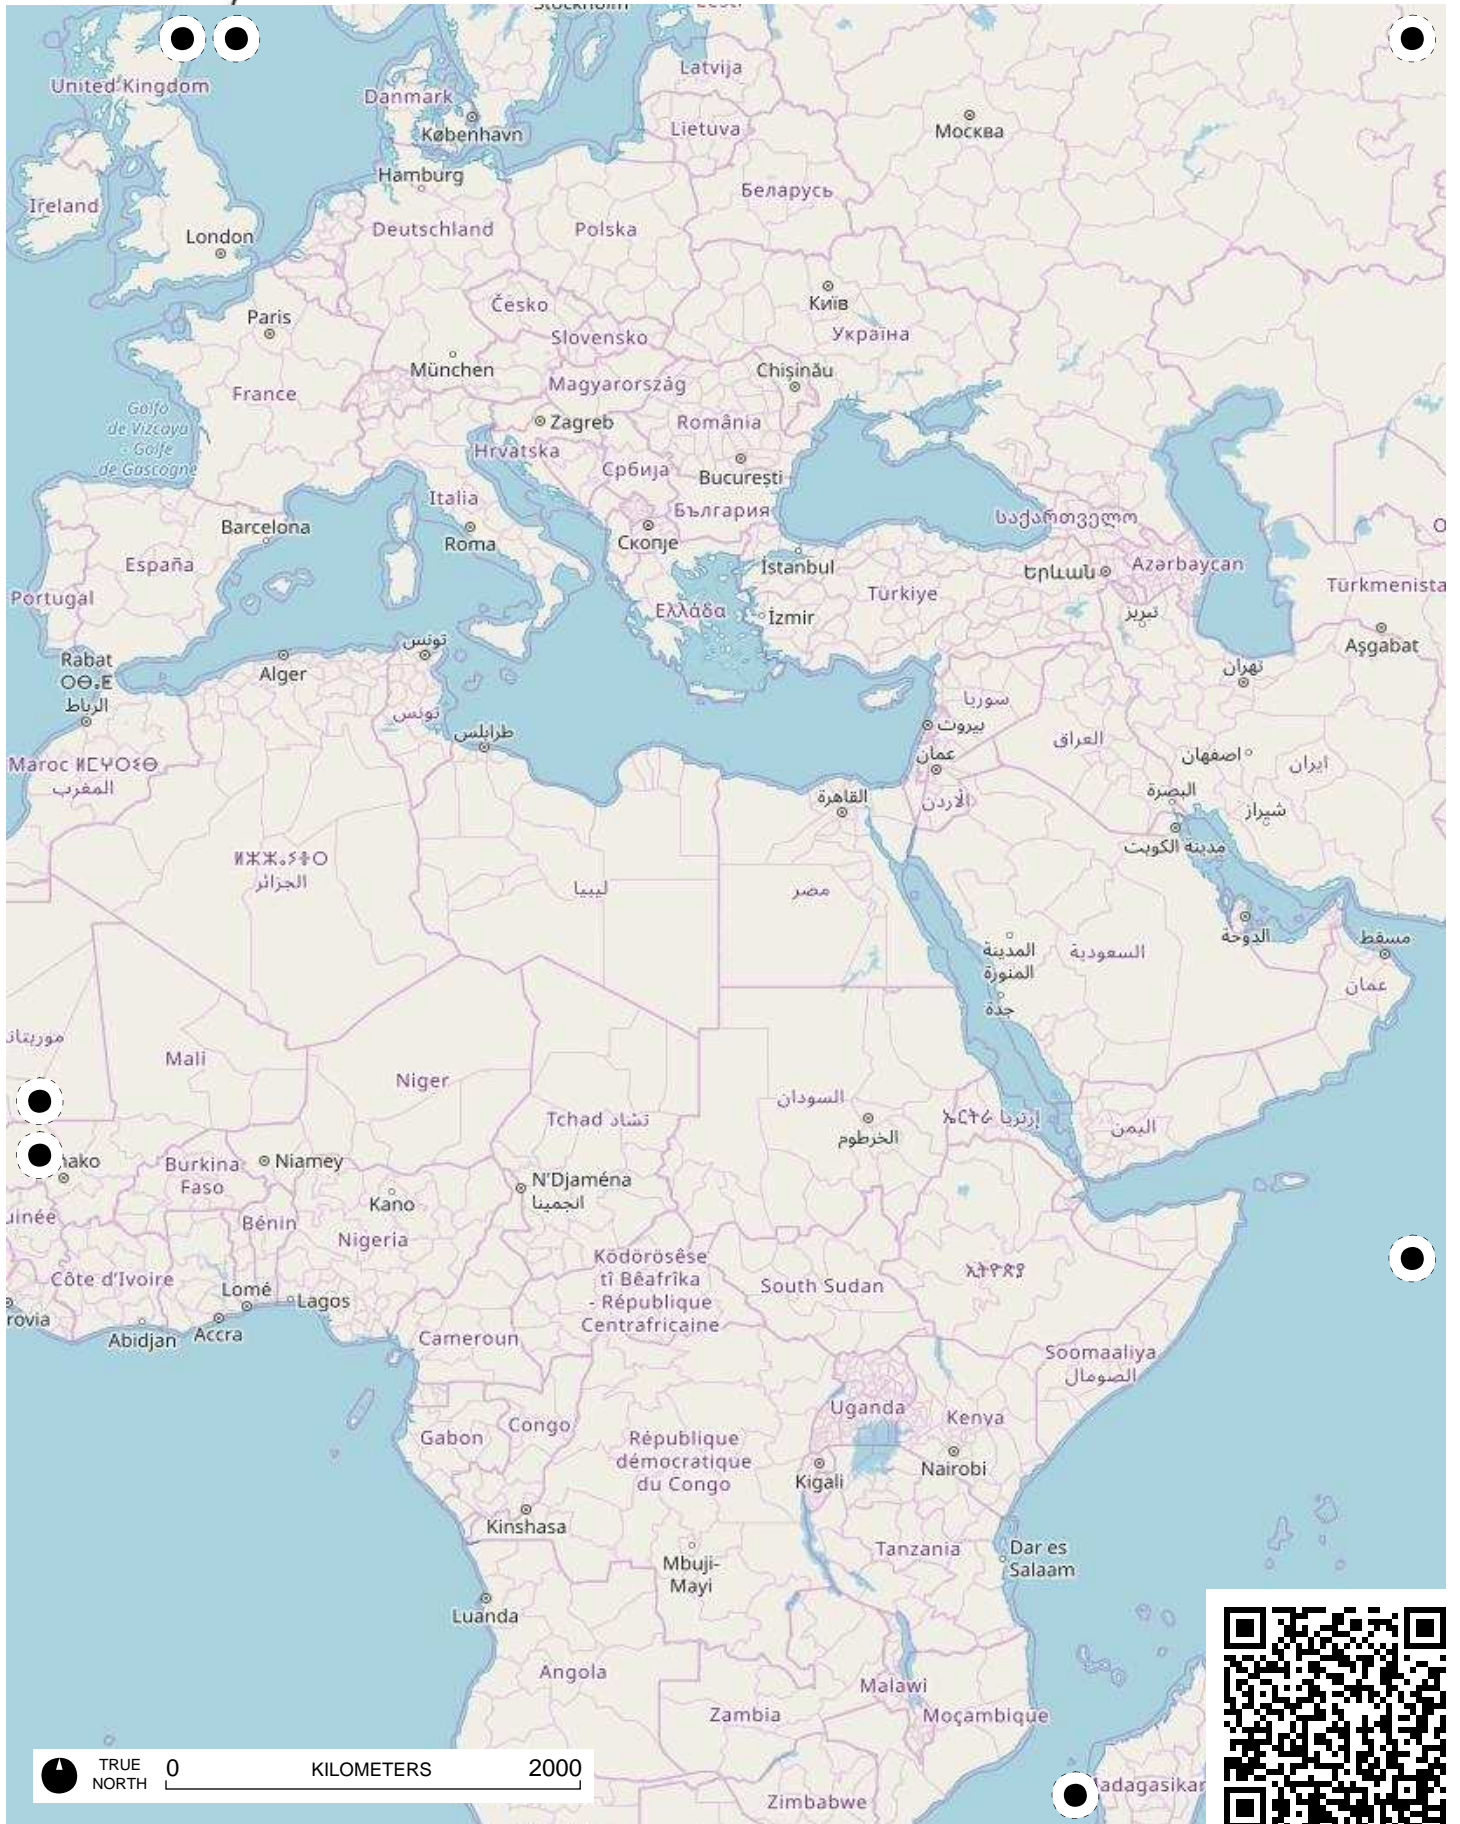 Stockholm
United Kingdom
Danmark
Latvija
København
Lietuva
Москва
Hamburg
Беларусь
Ireland
London
Deutschland
Polska
Česko
Київ
Paris
Slovensko
Україна
München
Chișinău
Magyarország
France
Golfo
de Vizcaya
- Golfe
de Gascogne
Zagreb
România
Hrvatska
Србија
București
Italia
България
საქართველო
Barcelona
Roma
Скопје
İstanbul
Երևան
Azərbaycan
España
Türkiye
Türkmenista
Portugal
Ελλάδα
İzmir
تبریز
Aşgabat
تونس
Rabat
ⵔⴱⴰⵟ
الرباط
Alger
تهران
تونس
سوريا
طرابلس
بيروت
العراق
Maroc ⵍⵎⵖⵔⵉⴱ
المغرب
عمان
اصفهان
ایران
القاهرة
الأردن
البصرة
شیراز
مدينة الكويت
ⵍⵣⵣⴰⵢⴻⵔ
الجزائر
ليبيا
مصر
المدينة
المنورة
السعودية
الدوحة
مسقط
جدة
عمان
Mali
Niger
السودان
Tchad تشاد
ኤርትራ إرتريا
الخرطوم
اليمن
Burkina
Faso
Niamey
N'Djaména
انجمينا
Kano
Bénin
Nigeria
Ködörösêse
tî Bêafrîka
- République
Centrafricaine
ኢትዮጵያ
Côte d'Ivoire
Lomé
Lagos
South Sudan
Abidjan
Accra
Cameroun
Soomaaliya
الصومال
Uganda
Kenya
Gabon
Congo
République
démocratique
du Congo
Kigali
Nairobi
Kinshasa
Tanzania
Dar es
Salaam
Mbuji-
Mayi
Luanda
Angola
Malawi
Zambia
Moçambique
TRUE
NORTH
0 KILOMETERS 2000
adagasikar
Zimbabwe